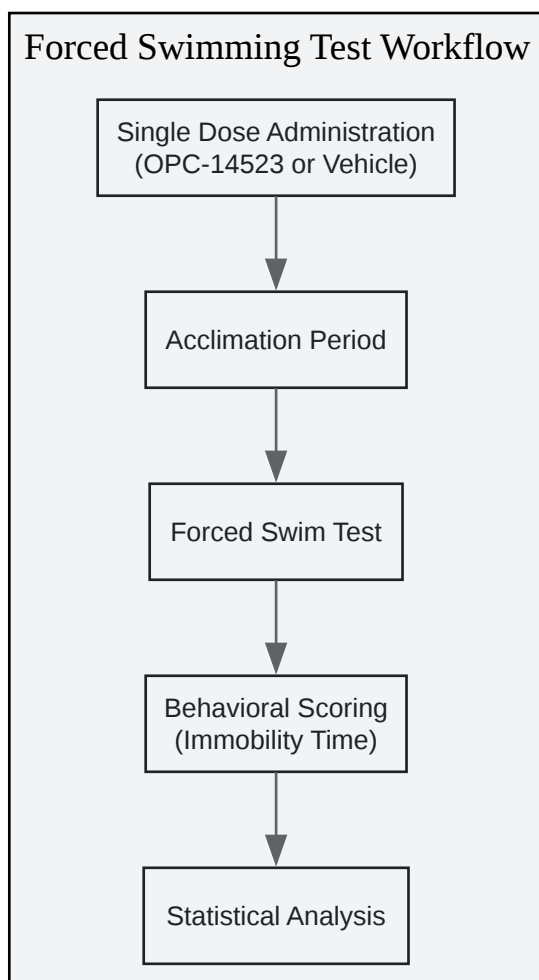 Forced Swimming Test Workflow
Single Dose Administration
(OPC-14523 or Vehicle)
Acclimation Period
Forced Swim Test
Behavioral Scoring
(Immobility Time)
Statistical Analysis